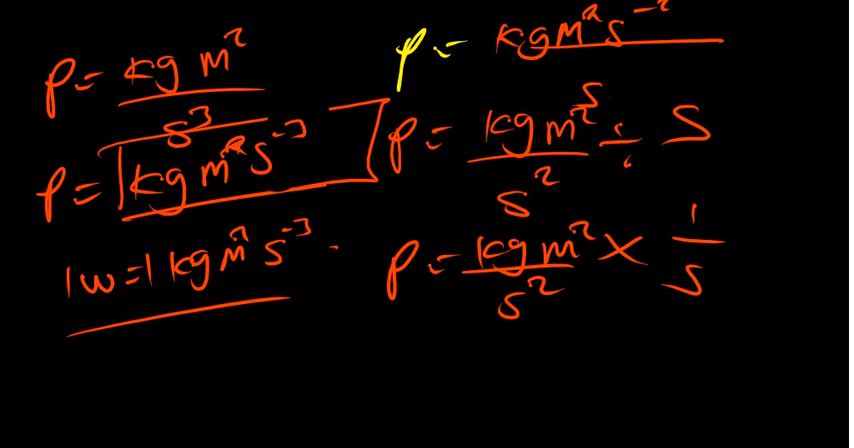 P = kg m² / s³
P = kg m² s⁻³
1w = 1 kg m² s⁻³
P = kg m² s⁻² / s
P = kg m² / s² ÷ s
P = kg m² / s² × 1 / s